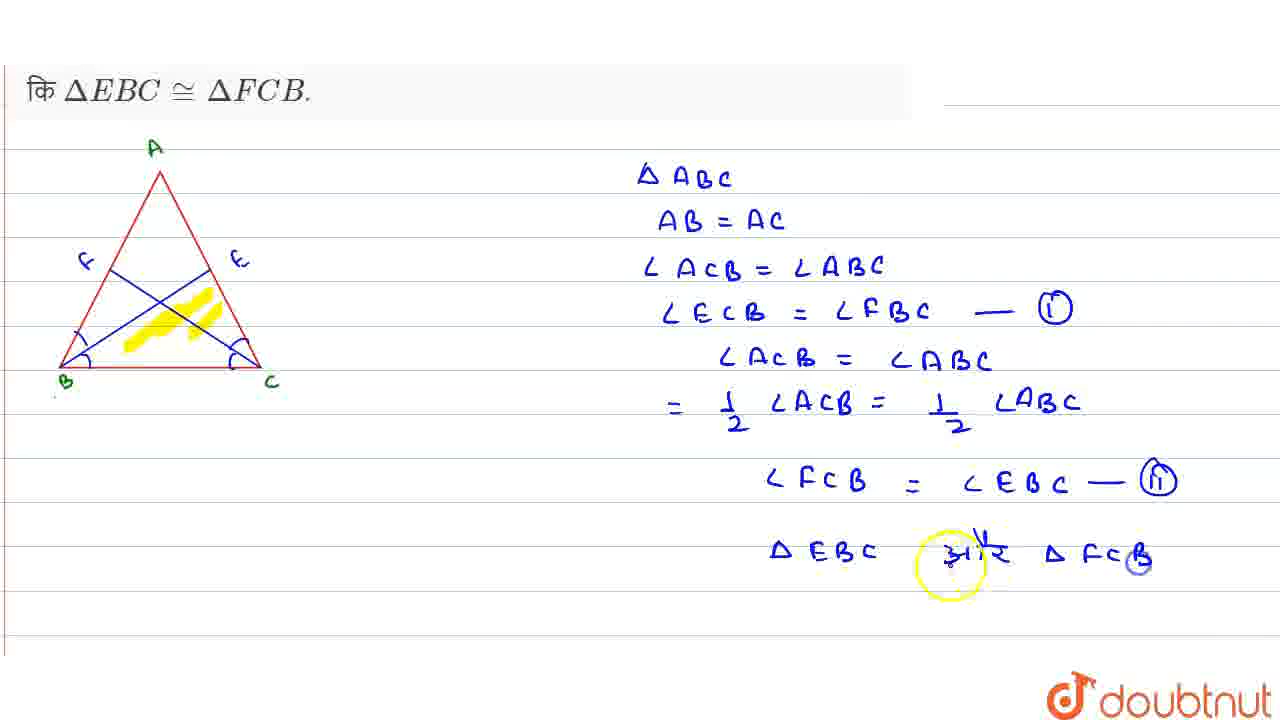 कि ΔEBC ≅ ΔFCB.
A
F
E
B
C
Δ ABC
AB = AC
∠ ACB = ∠ ABC
∠ ECB = ∠ FBC — (i)
∠ ACB = ∠ ABC
= 1/2 ∠ ACB = 1/2 ∠ ABC
∠ FCB = ∠ EBC — (ii)
Δ EBC और Δ FCB
doubtnut